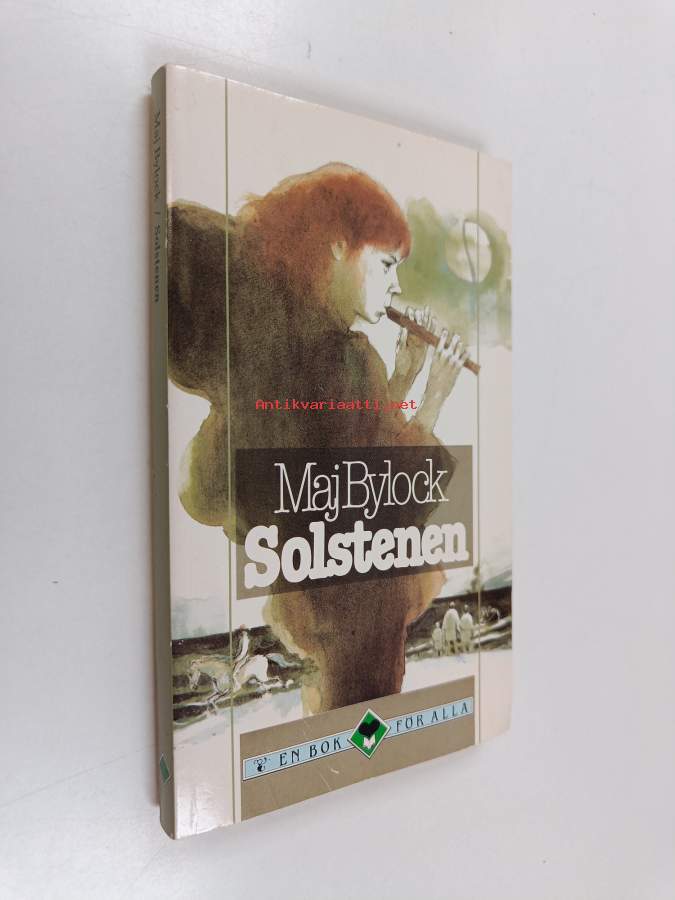 Maj Bylock / Solstenen
Antikvariaatti.net
Maj Bylock
Solstenen
EN BOK FÖR ALLA